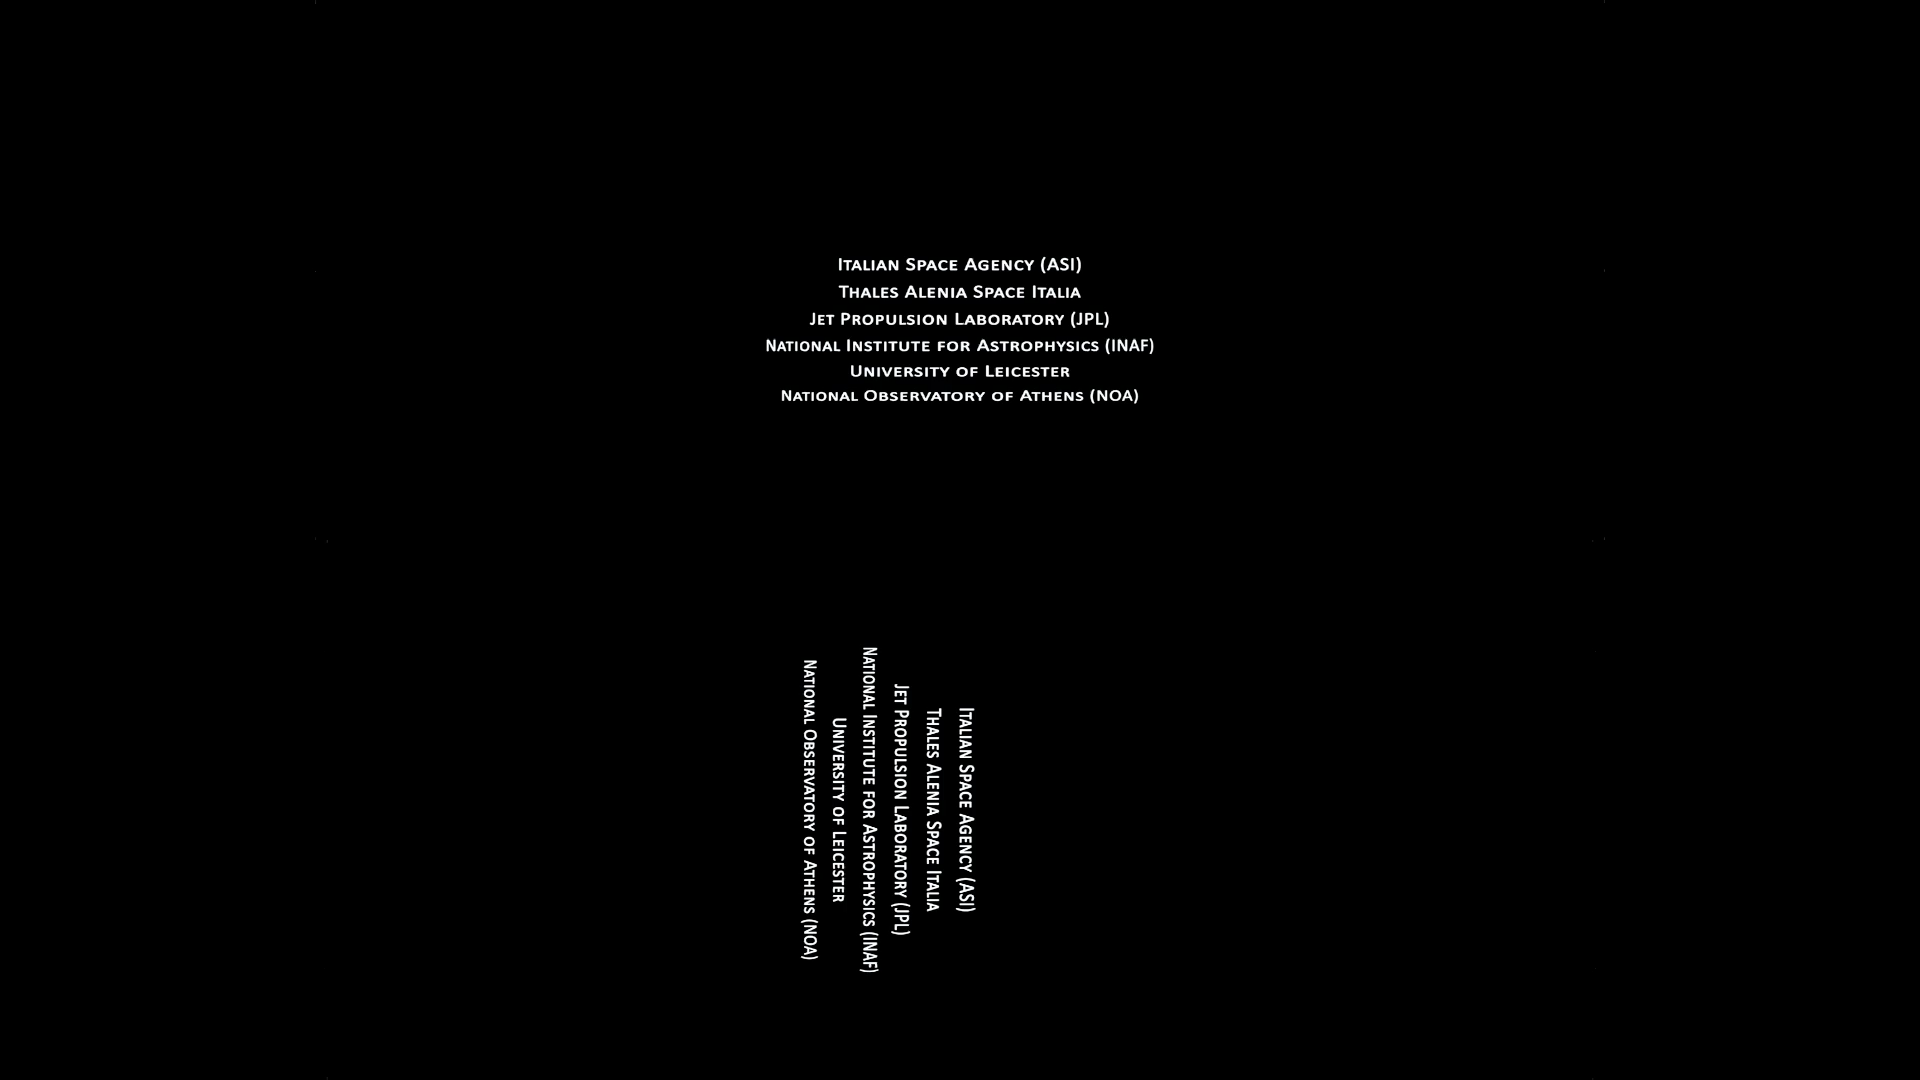 Italian Space Agency (ASI)
Thales Alenia Space Italia
Jet Propulsion Laboratory (JPL)
National Institute for Astrophysics (INAF)
University of Leicester
National Observatory of Athens (NOA)
Italian Space Agency (ASI)
Thales Alenia Space Italia
Jet Propulsion Laboratory (JPL)
National Institute for Astrophysics (INAF)
University of Leicester
National Observatory of Athens (NOA)